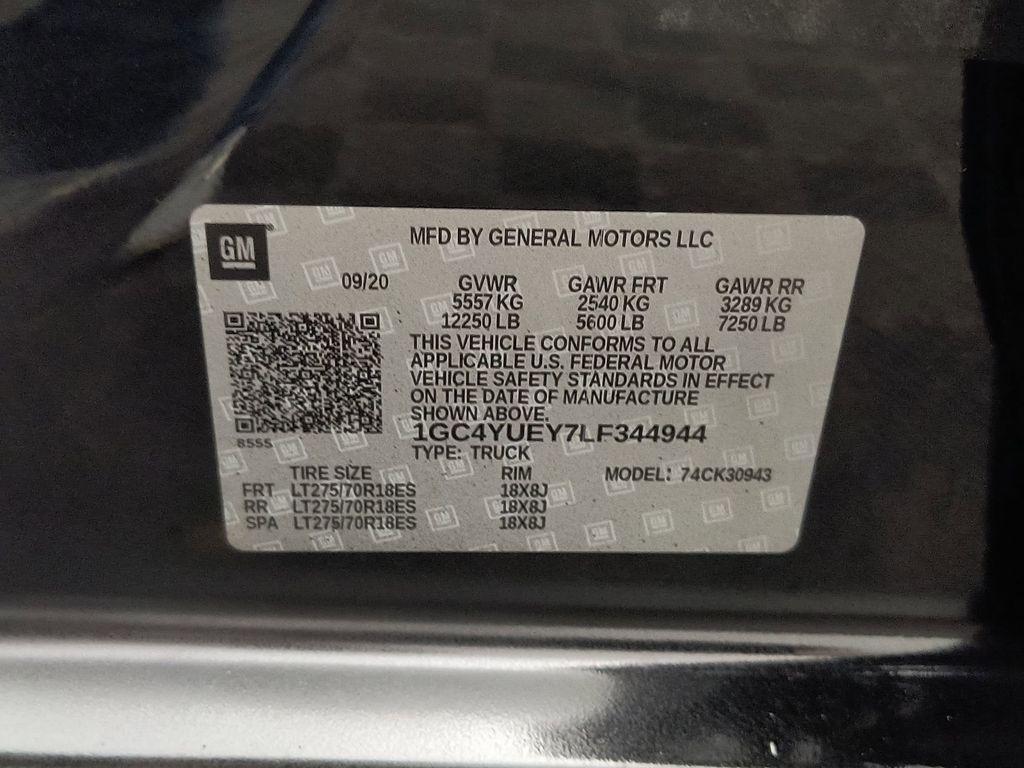 GM
MFD BY GENERAL MOTORS LLC
09/20 GVWR GAWR FRT GAWR RR
5557 KG 2540 KG 3289 KG
12250 LB 5600 LB 7250 LB
THIS VEHICLE CONFORMS TO ALL
APPLICABLE U.S. FEDERAL MOTOR
VEHICLE SAFETY STANDARDS IN EFFECT
ON THE DATE OF MANUFACTURE
SHOWN ABOVE.
1GC4YUEY7LF344944
8555
TYPE: TRUCK
TIRE SIZE RIM MODEL: 74CK30943
FRT LT275/70R18ES 18X8J
RR LT275/70R18ES 18X8J
SPA LT275/70R18ES 18X8J